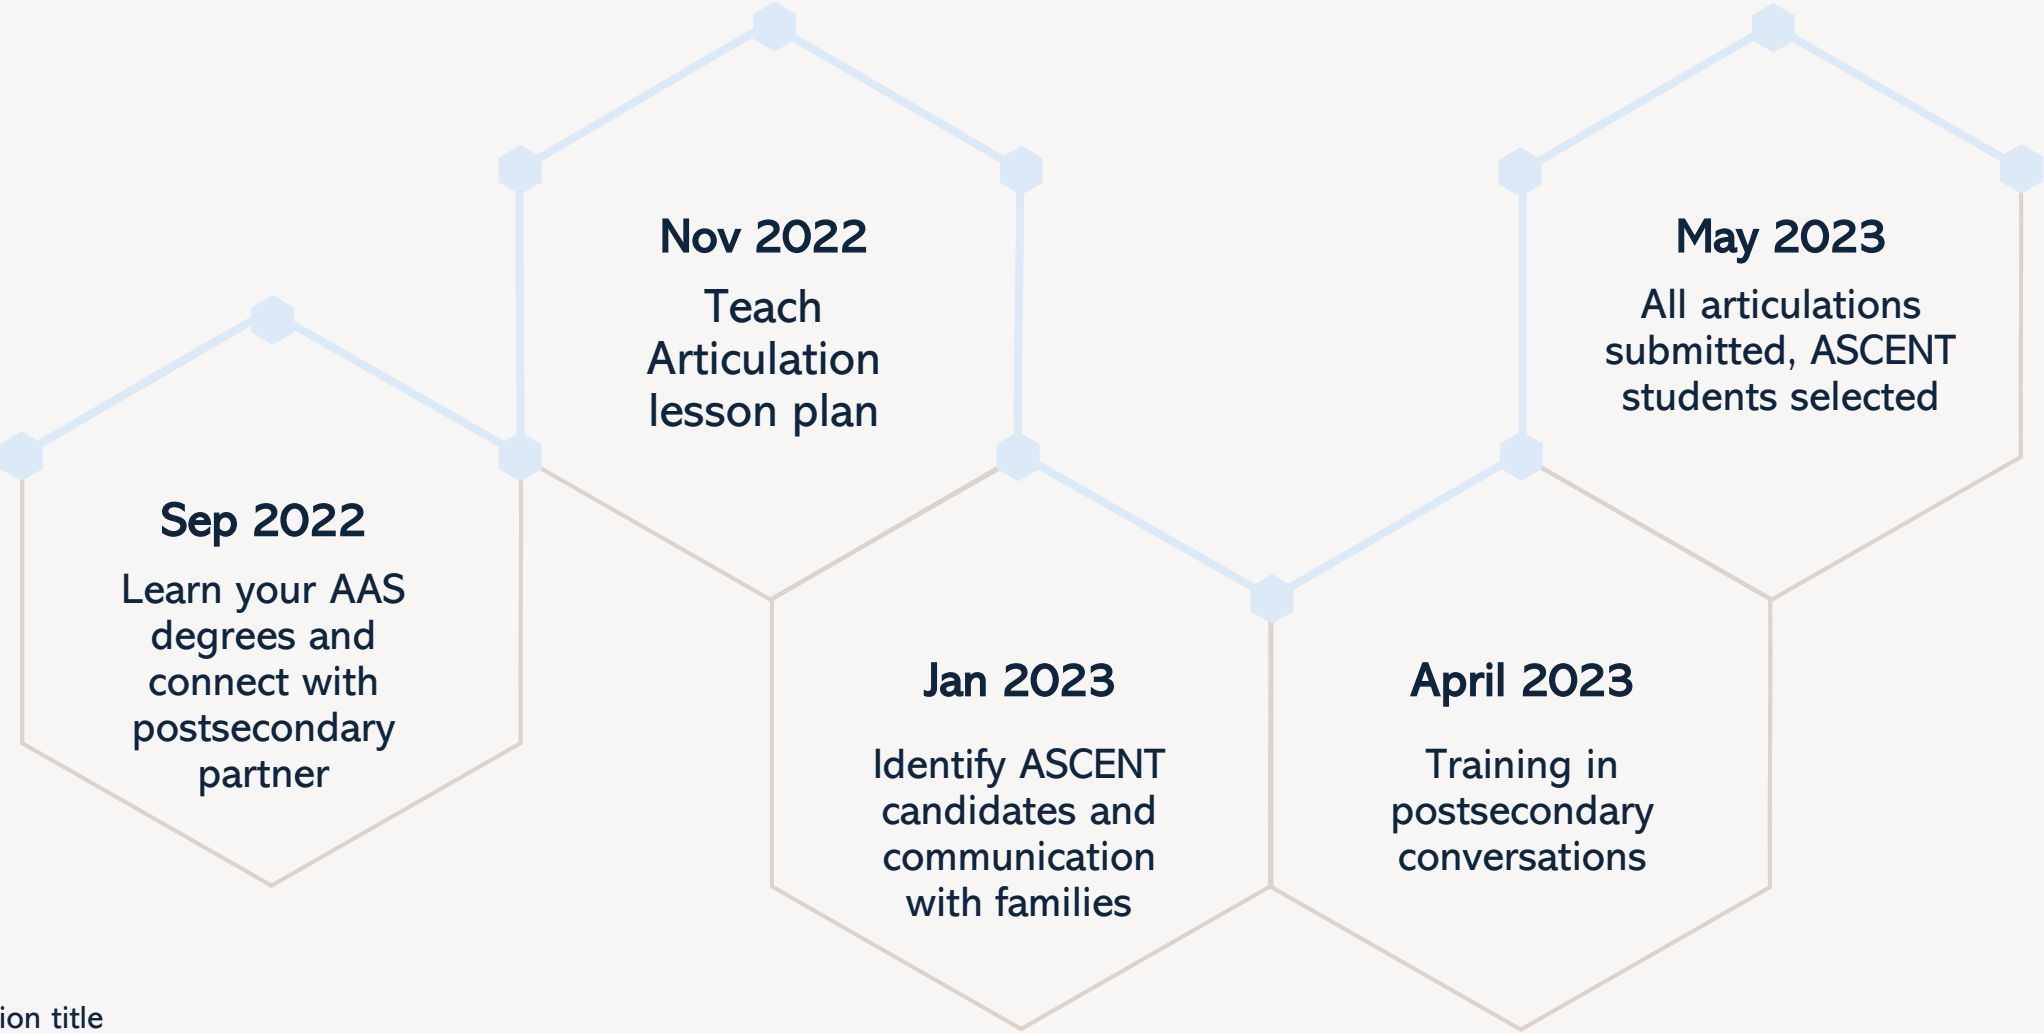 Sep 2022
Learn your AAS
degrees and
connect with
postsecondary
partner
Nov 2022
Teach
Articulation
lesson plan
Jan 2023
Identify ASCENT
candidates and
communication
with families
April 2023
Training in
postsecondary
conversations
May 2023
All articulations
submitted, ASCENT
students selected
ion title